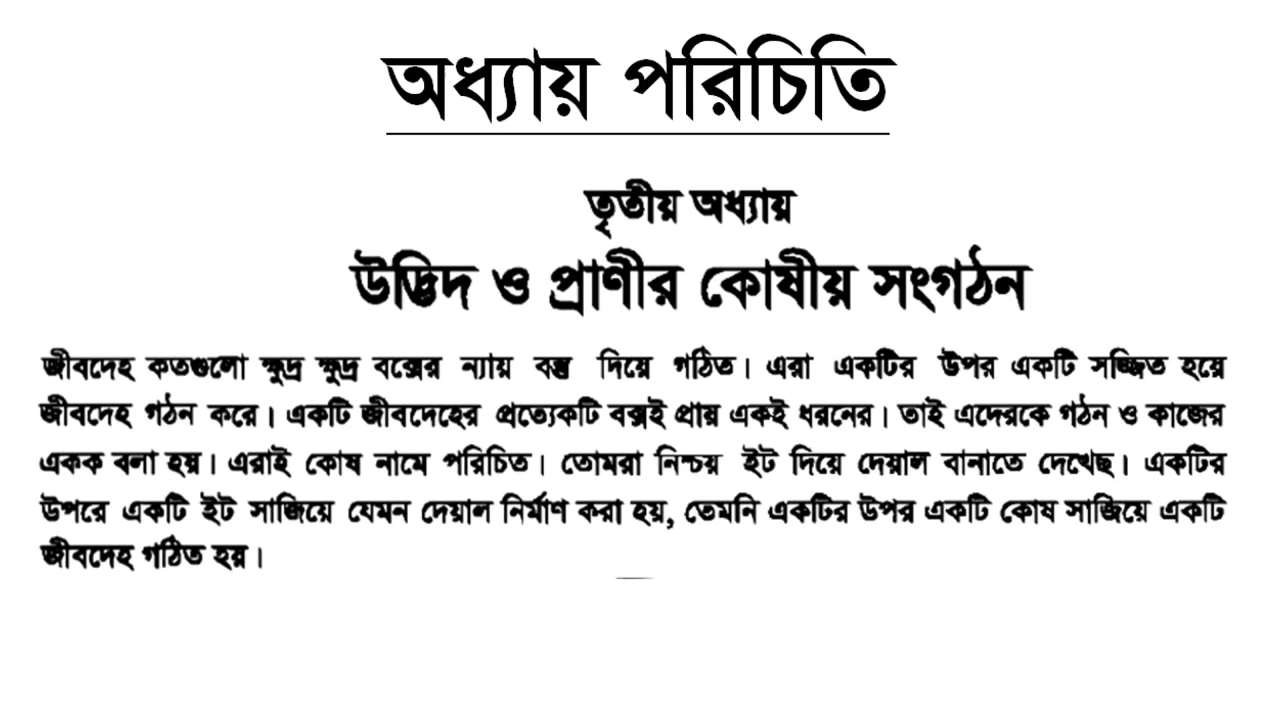 অধ্যায় পরিচিতি
তৃতীয় অধ্যায়
উদ্ভিদ ও প্রাণীর কোষীয় সংগঠন
জীবদেহ কতগুলো ক্ষুদ্র ক্ষুদ্র বক্সের ন্যায় বস্তু দিয়ে গঠিত। এরা একটির উপর একটি সজ্জিত হয়ে
জীবদেহ গঠন করে। একটি জীবদেহের প্রত্যেকটি বক্সই প্রায় একই ধরনের। তাই এদেরকে গঠন ও কাজের
একক বলা হয়। এরাই কোষ নামে পরিচিত। তোমরা নিশ্চয় ইট দিয়ে দেয়াল বানাতে দেখেছ। একটির
উপরে একটি ইট সাজিয়ে যেমন দেয়াল নির্মাণ করা হয়, তেমনি একটির উপর একটি কোষ সাজিয়ে একটি
জীবদেহ গঠিত হয়।